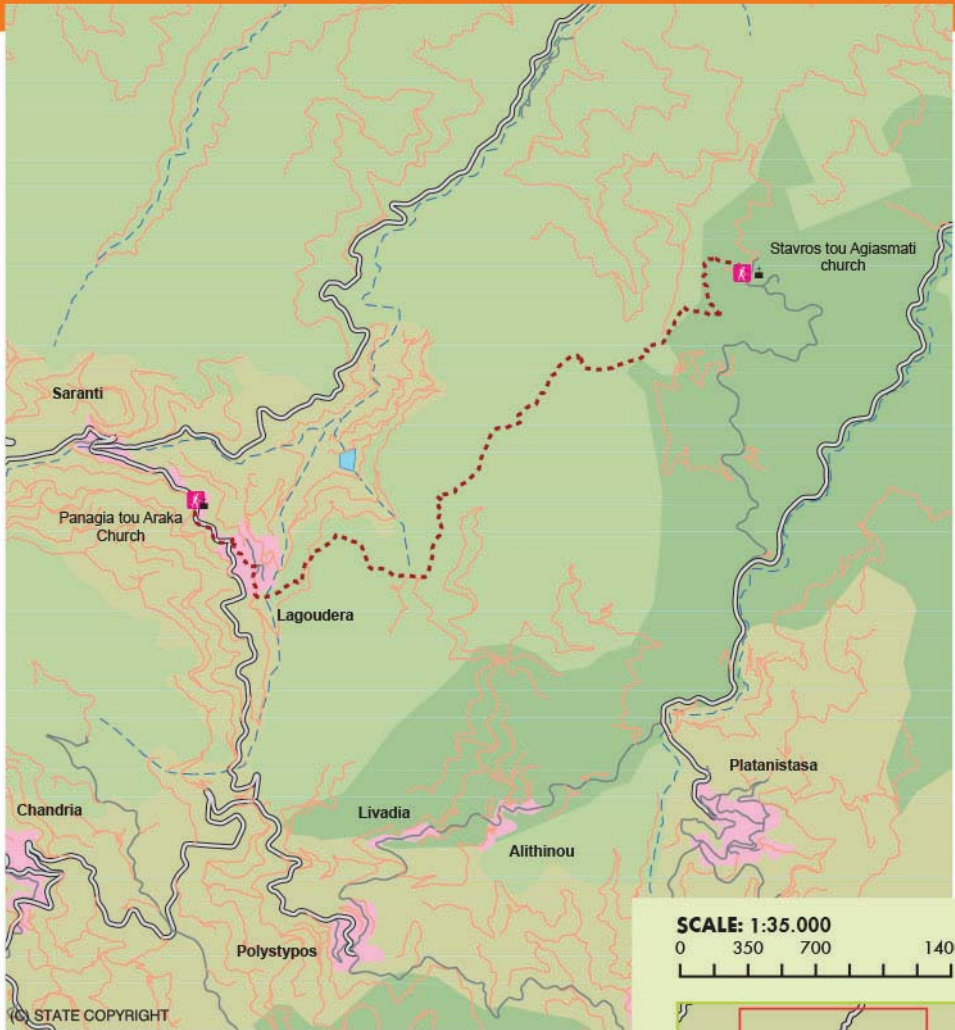 Stavros tou Agiasmati
church
Saranti
Panagia tou Araka
Church
Lagoudera
Platanistasa
Chandria
Livadia
Alithinou
Polystypos
SCALE: 1:35.000
0 350 700 140
(C) STATE COPYRIGHT